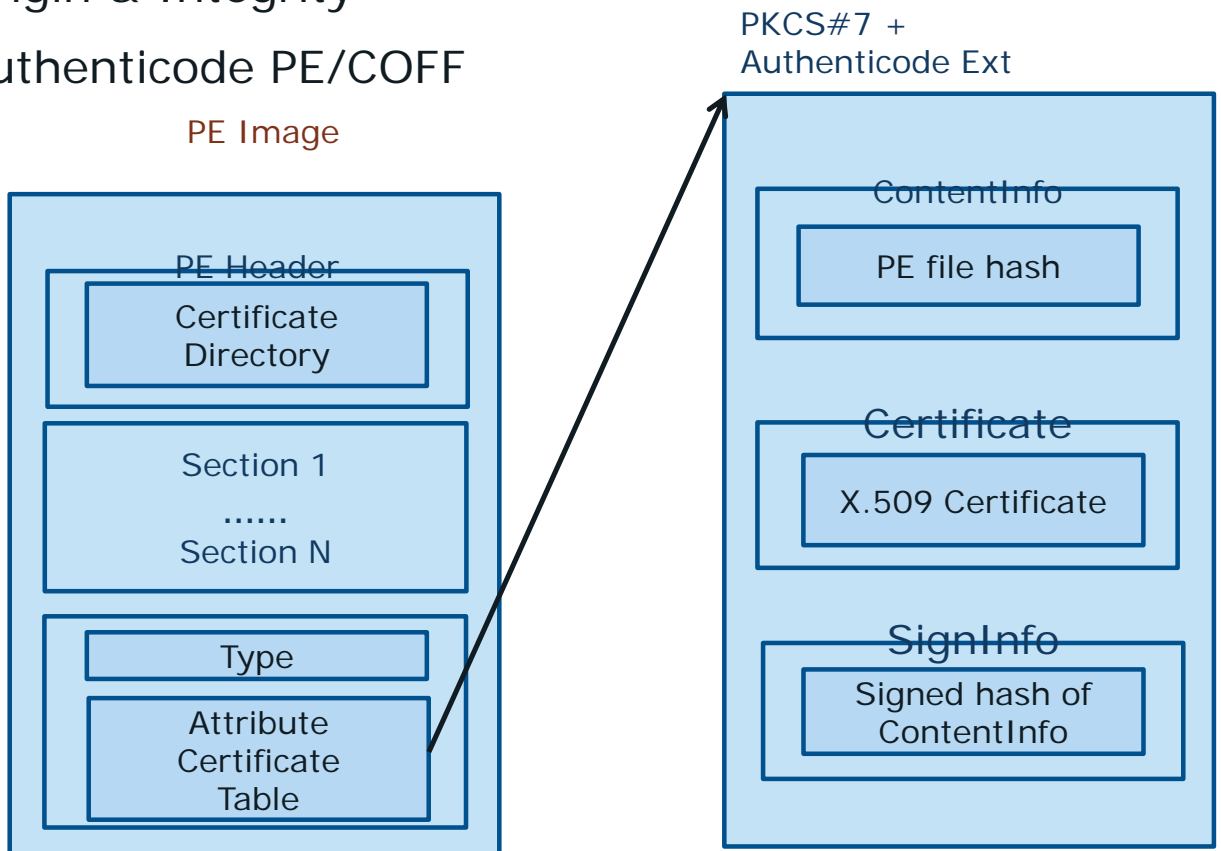 & Integrity
PE/COFF
PE Image
PE Header
Certificate
Directory
Section 1
......
Section N
Type
Attribute
Certificate
Table
PKCS#7 +
Authenticode Ext
ContentInfo
PE file hash
Certificate
X.509 Certificate
SignInfo
Signed hash of
ContentInfo